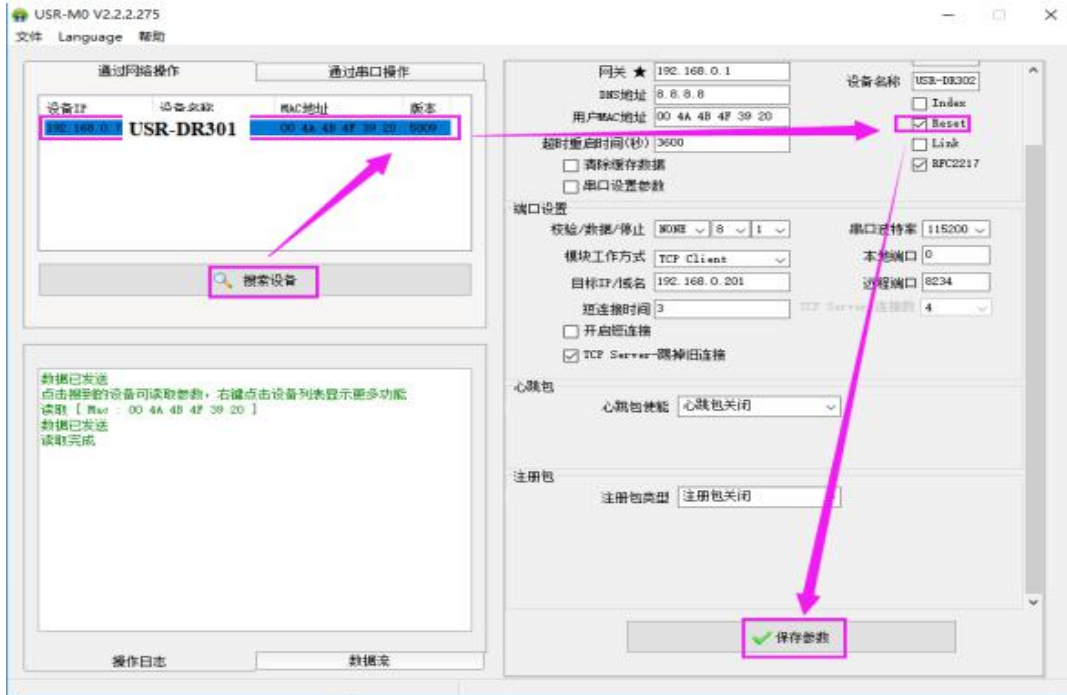 USR-M0 V2.2.2.275
文件 Language 帮助
通过网络操作 通过串口操作
设备IP 设备名称 MAC地址 版本
192.168.0.7 USR-DR301 00 4A 4B 4F 39 20 5009
搜索设备
数据已发送
点击搜到的设备可读取参数，右键点击设备列表显示更多功能
读取 [ Mac : 00 4A 4B 4F 39 20 ]
数据已发送
读取完成
操作日志 数据流
网关 ★ 192.168.0.1
DNS地址 8.8.8.8
用户MAC地址 00 4A 4B 4F 39 20
超时重启时间(秒) 3600
清除缓存数据
串口设置参数
设备名称 USR-DR302
Index
Reset
Link
RFC2217
端口设置
校验/数据/停止 NONE 8 1 串口波特率 115200
模块工作方式 TCP Client 本地端口 0
目标IP/域名 192.168.0.201 远程端口 8234
短连接时间 3 TCP Server-连接数 4
开启短连接
TCP Server-踢掉旧连接
心跳包
心跳包使能 心跳包关闭
注册包
注册包类型 注册包关闭
保存参数